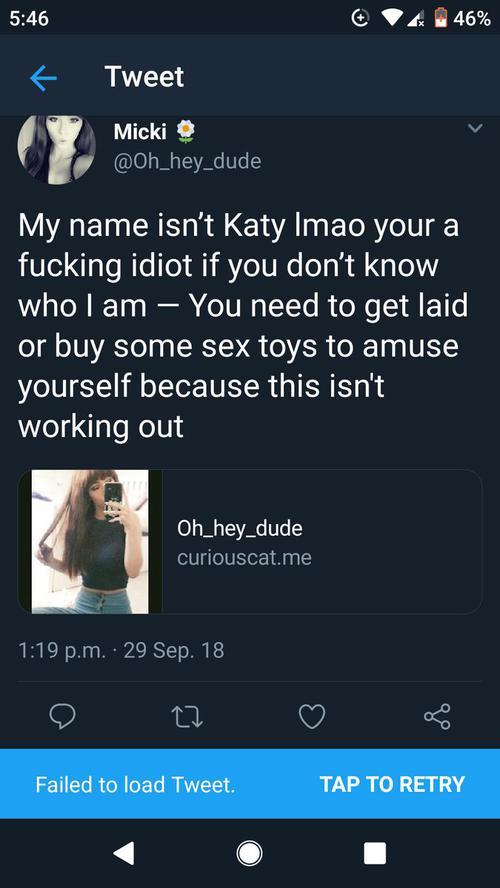 5:46
46%
Tweet
Micki
@Oh_hey_dude
My name isn’t Katy lmao your a
fucking idiot if you don’t know
who I am — You need to get laid
or buy some sex toys to amuse
yourself because this isn't
working out
Oh_hey_dude
curiouscat.me
1:19 p.m. · 29 Sep. 18
Failed to load Tweet.
TAP TO RETRY